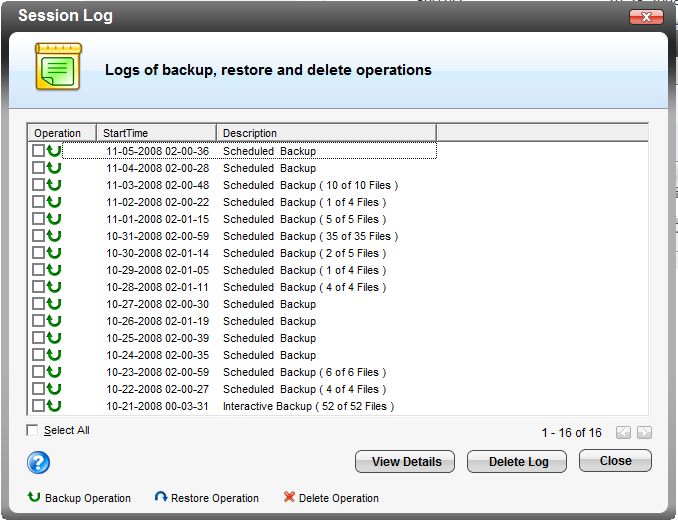 Session Log
Logs of backup, restore and delete operations
Operation StartTime Description
11-05-2008 02-00-36 Scheduled Backup
11-04-2008 02-00-28 Scheduled Backup
11-03-2008 02-00-48 Scheduled Backup ( 10 of 10 Files )
11-02-2008 02-00-22 Scheduled Backup ( 1 of 4 Files )
11-01-2008 02-01-15 Scheduled Backup ( 5 of 5 Files )
10-31-2008 02-00-59 Scheduled Backup ( 35 of 35 Files )
10-30-2008 02-01-14 Scheduled Backup ( 2 of 5 Files )
10-29-2008 02-01-05 Scheduled Backup ( 1 of 4 Files )
10-28-2008 02-01-11 Scheduled Backup ( 4 of 4 Files )
10-27-2008 02-00-30 Scheduled Backup
10-26-2008 02-01-19 Scheduled Backup
10-25-2008 02-00-39 Scheduled Backup
10-24-2008 02-00-35 Scheduled Backup
10-23-2008 02-00-59 Scheduled Backup ( 6 of 6 Files )
10-22-2008 02-00-27 Scheduled Backup ( 4 of 4 Files )
10-21-2008 00-03-31 Interactive Backup ( 52 of 52 Files )
Select All 1 - 16 of 16
? View Details Delete Log Close
Backup Operation Restore Operation Delete Operation